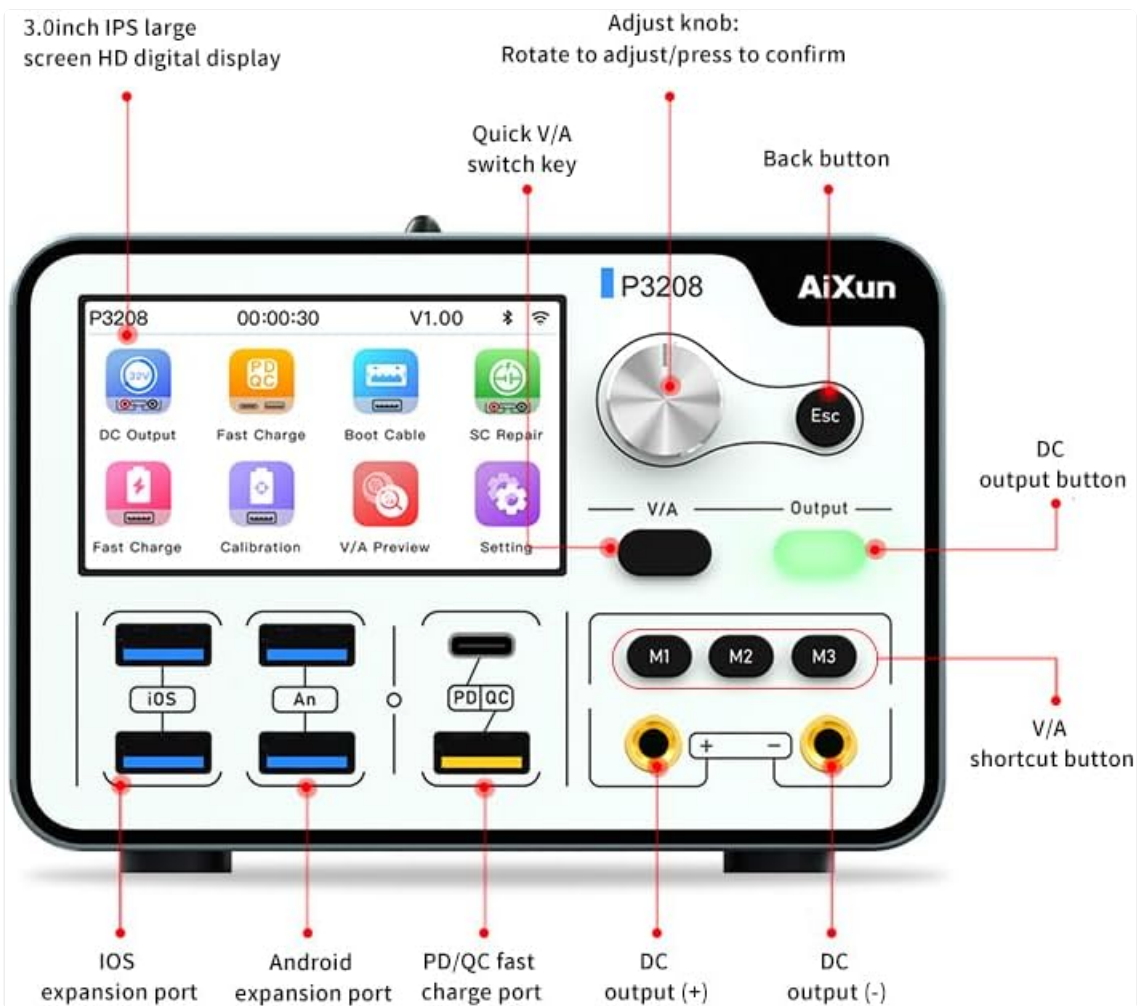 3.0inch IPS large
screen HD digital display
Adjust knob:
Rotate to adjust/press to confirm
Quick V/A
switch key
Back button
P3208
AiXun
P3208 00:00:30 V1.00
32V
PD
QC
DC Output Fast Charge Boot Cable SC Repair
Fast Charge Calibration V/A Preview Setting
Esc
DC
output button
V/A Output
M1 M2 M3
iOS An PD QC
+ −
V/A
shortcut button
IOS
expansion port
Android
expansion port
PD/QC fast
charge port
DC
output (+)
DC
output (-)